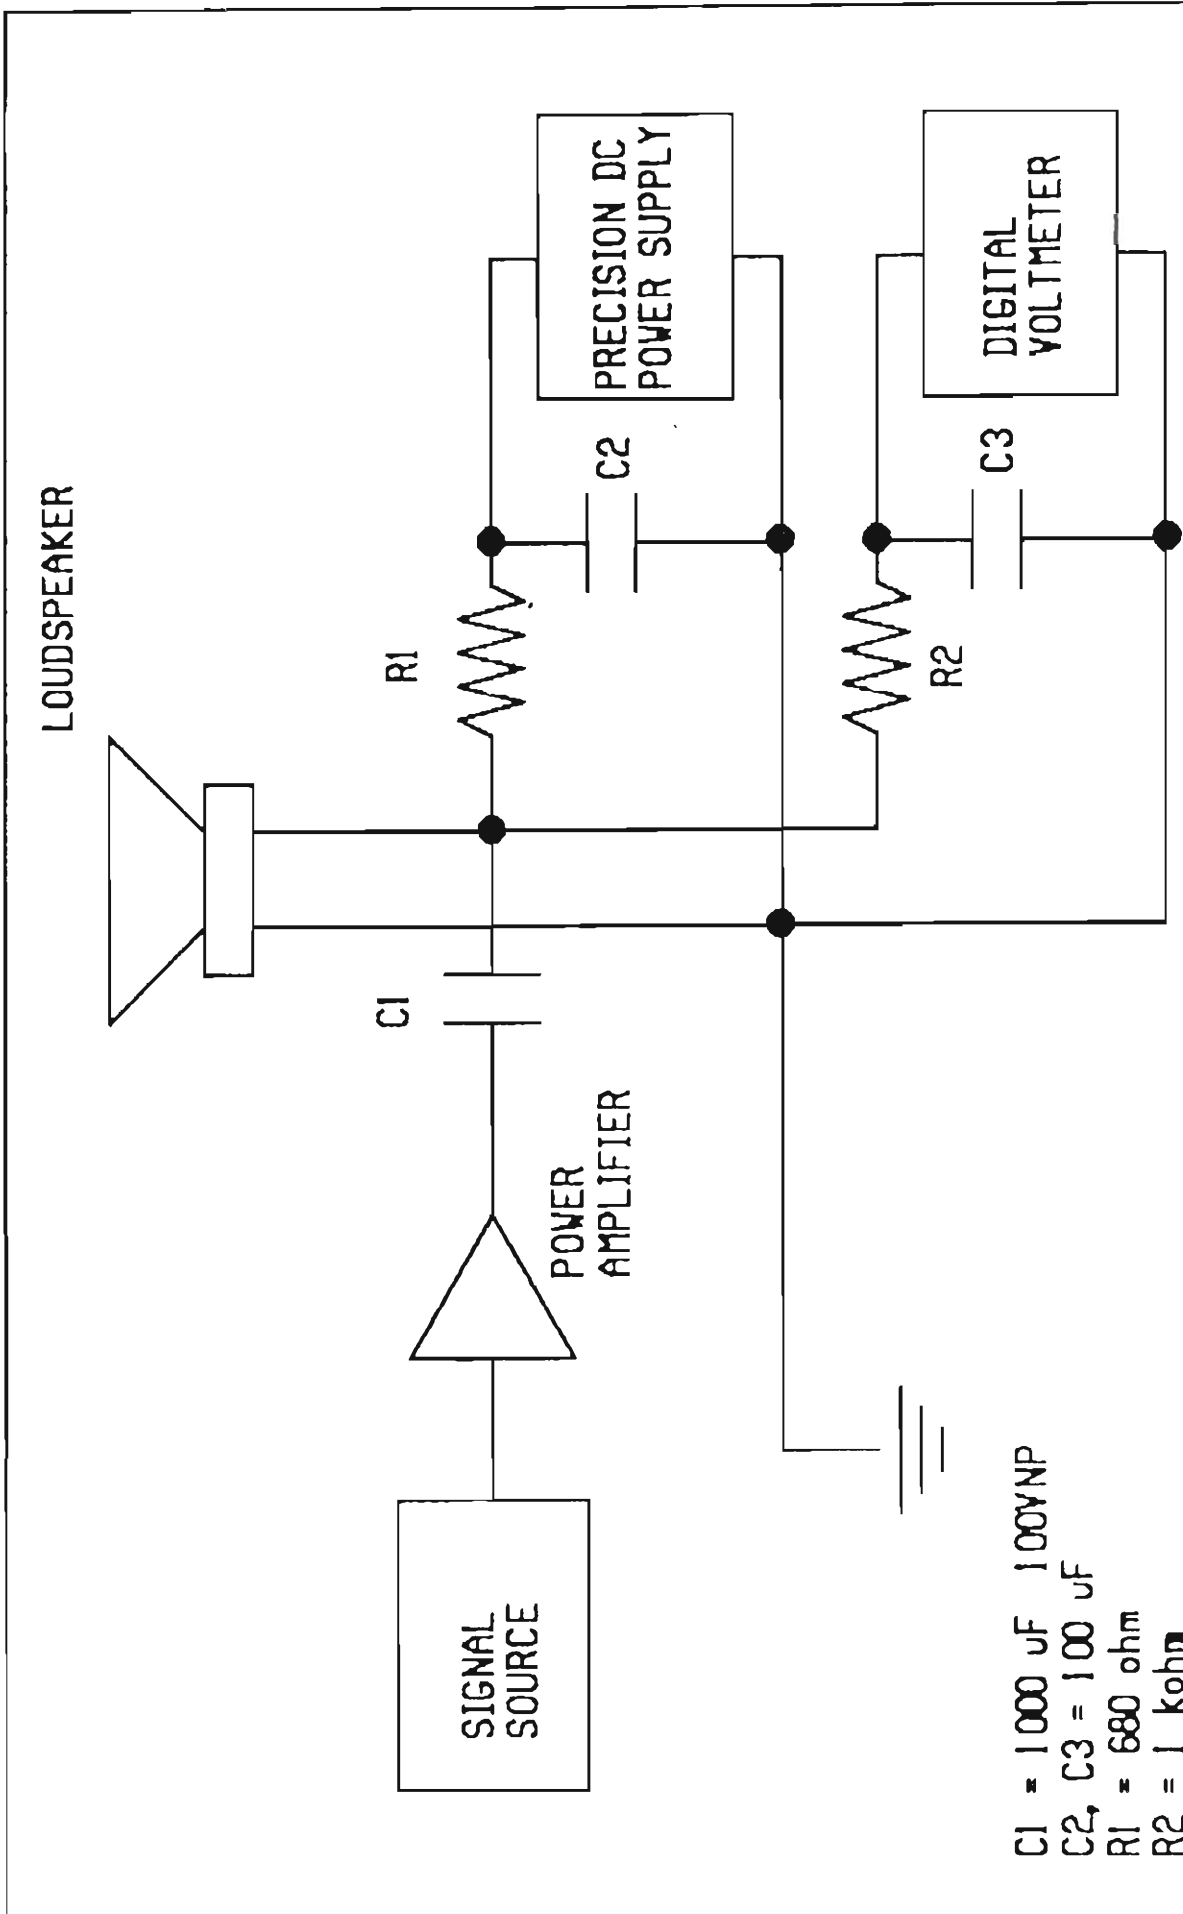 LOUDSPEAKER
R1
C2
PRECISION DC
POWER SUPPLY
C1
POWER
AMPLIFIER
R2
C3
DIGITAL
VOLTMETER
SIGNAL
SOURCE
C1 = 1000 uF 100VNP
C2, C3 = 100 uF
R1 = 680 ohm
R2 = 1 Kohm